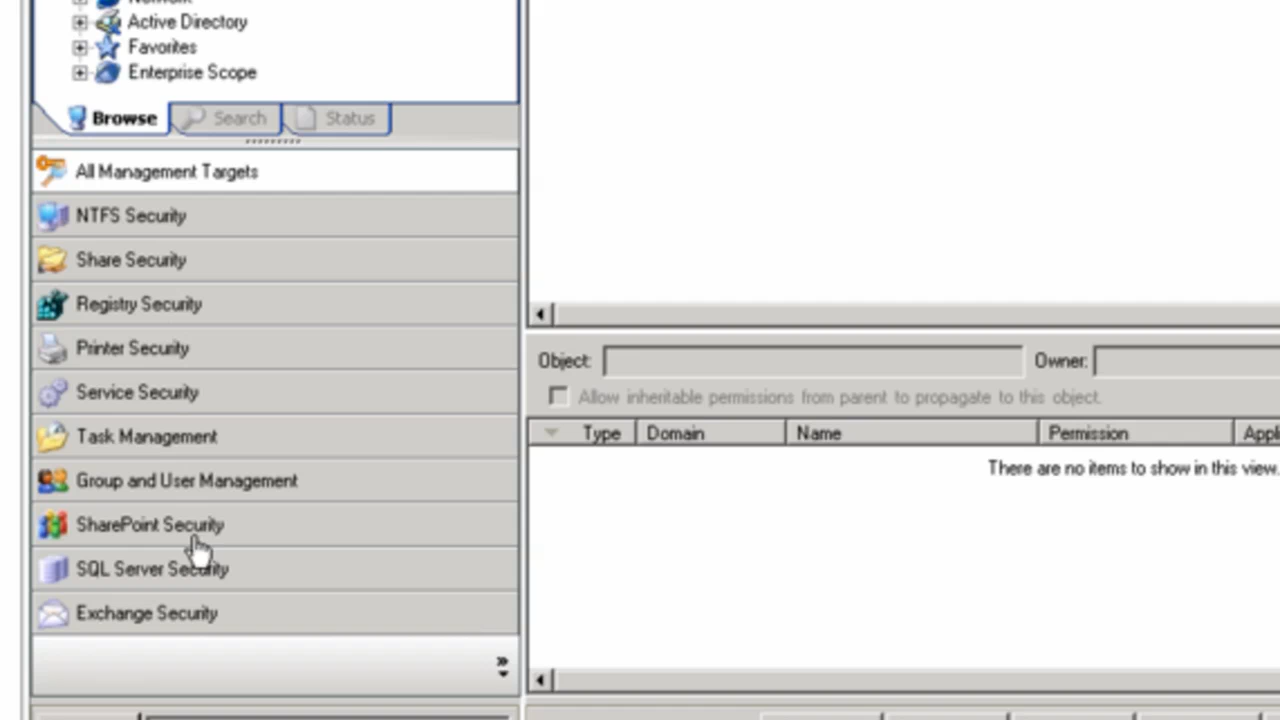 Network
Active Directory
Favorites
Enterprise Scope
Browse Search Status
All Management Targets
NTFS Security
Share Security
Registry Security
Printer Security
Service Security
Task Management
Group and User Management
SharePoint Security
SQL Server Security
Exchange Security
Object: Owner:
Allow inheritable permissions from parent to propagate to this object.
Type Domain Name Permission Appl
There are no items to show in this view.